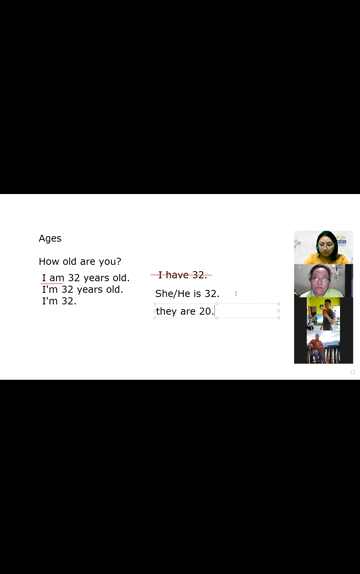 Ages
How old are you?
I am 32 years old.
I'm 32 years old.
I'm 32.
I have 32.
She/He is 32.
they are 20.